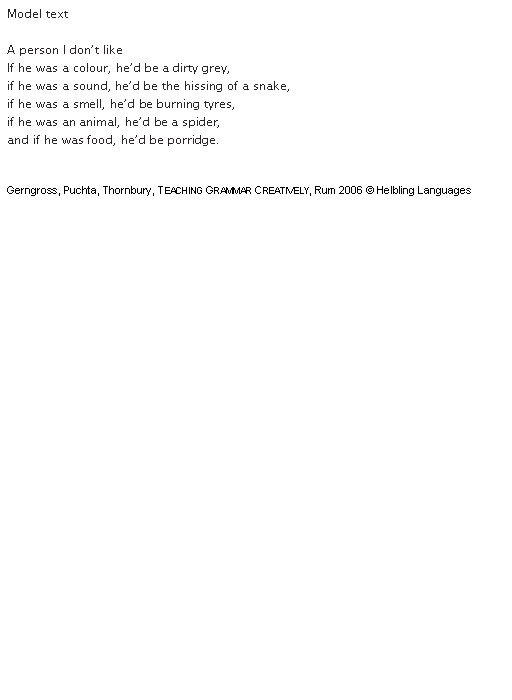 Model text
A person I don't like
If he was a colour, he'd be a dirty grey,
if he was a sound, he'd be the hissing of a snake,
if he was a smell, he'd be burning tyres,
if he was an animal, he'd be a spider,
and if he was food, he'd be porridge.
Gerngross, Puchta, Thornbury, TEACHING GRAMMAR CREATIVELY, Rum 2006 © Helbling Languages